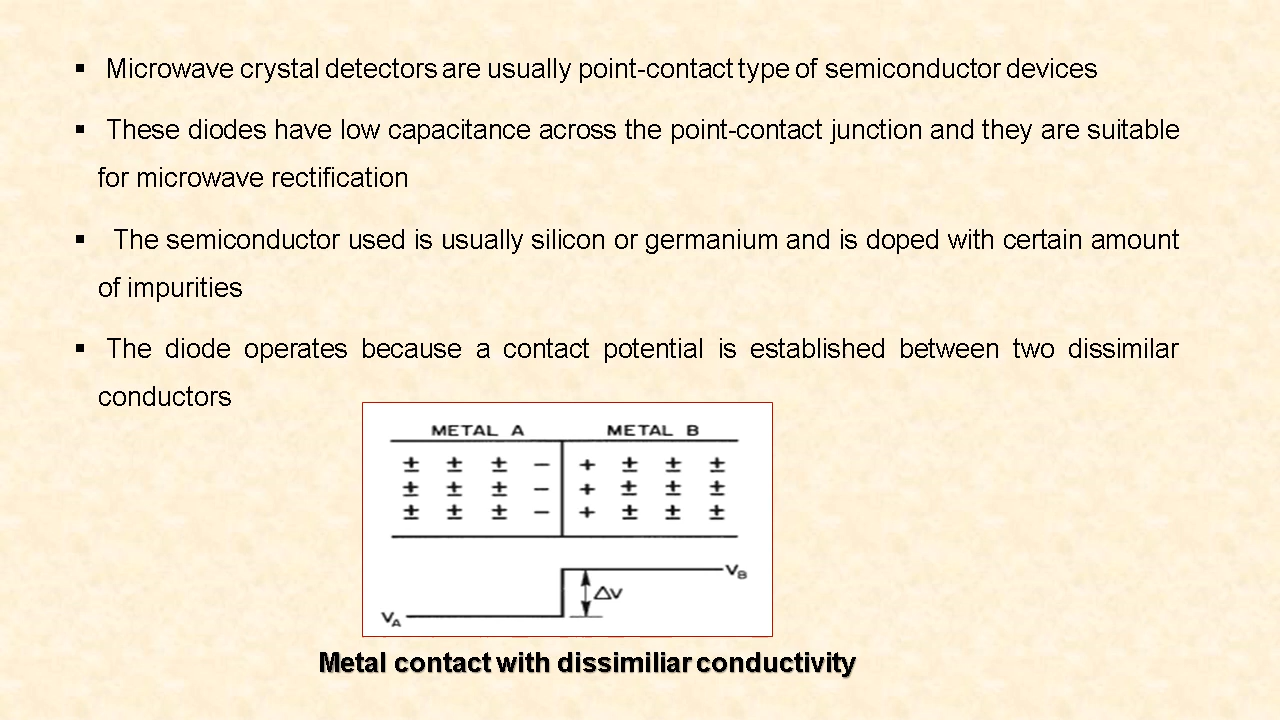 ▪ Microwave crystal detectors are usually point-contact type of semiconductor devices
▪ These diodes have low capacitance across the point-contact junction and they are suitable
for microwave rectification
▪ The semiconductor used is usually silicon or germanium and is doped with certain amount
of impurities
▪ The diode operates because a contact potential is established between two dissimilar
conductors
METAL A METAL B
± ± ± − + ± ± ±
± ± ± − + ± ± ±
± ± ± − + ± ± ±
VB
ΔV
VA
Metal contact with dissimiliar conductivity